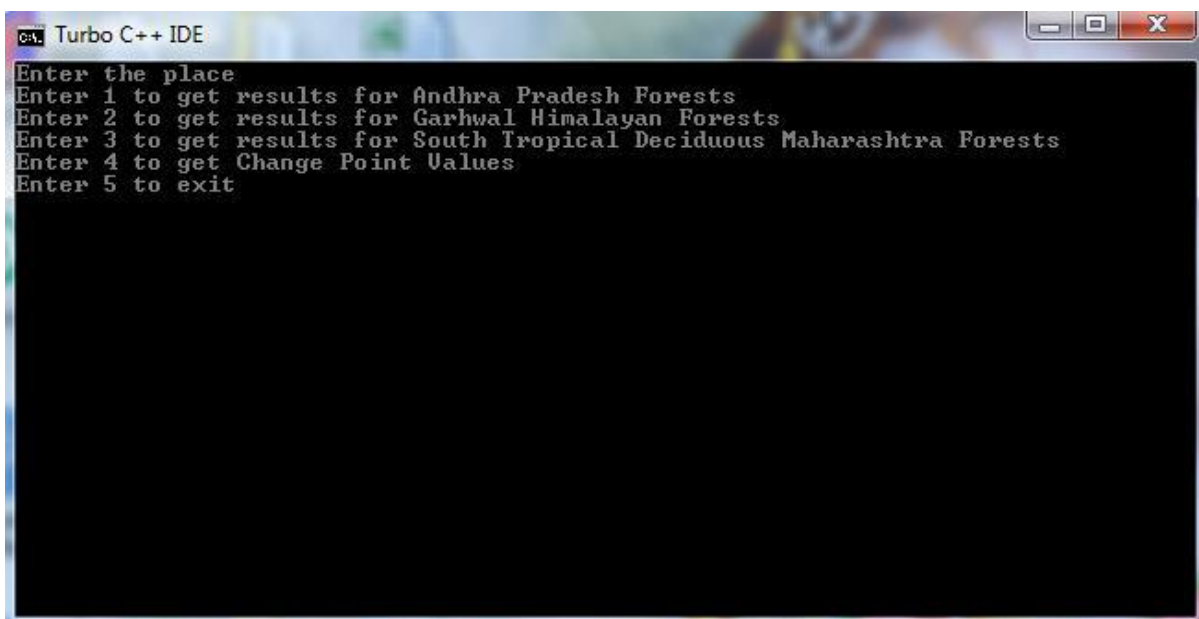 Turbo C++ IDE
Enter the place
Enter 1 to get results for Andhra Pradesh Forests
Enter 2 to get results for Garhwal Himalayan Forests
Enter 3 to get results for South Tropical Deciduous Maharashtra Forests
Enter 4 to get Change Point Values
Enter 5 to exit